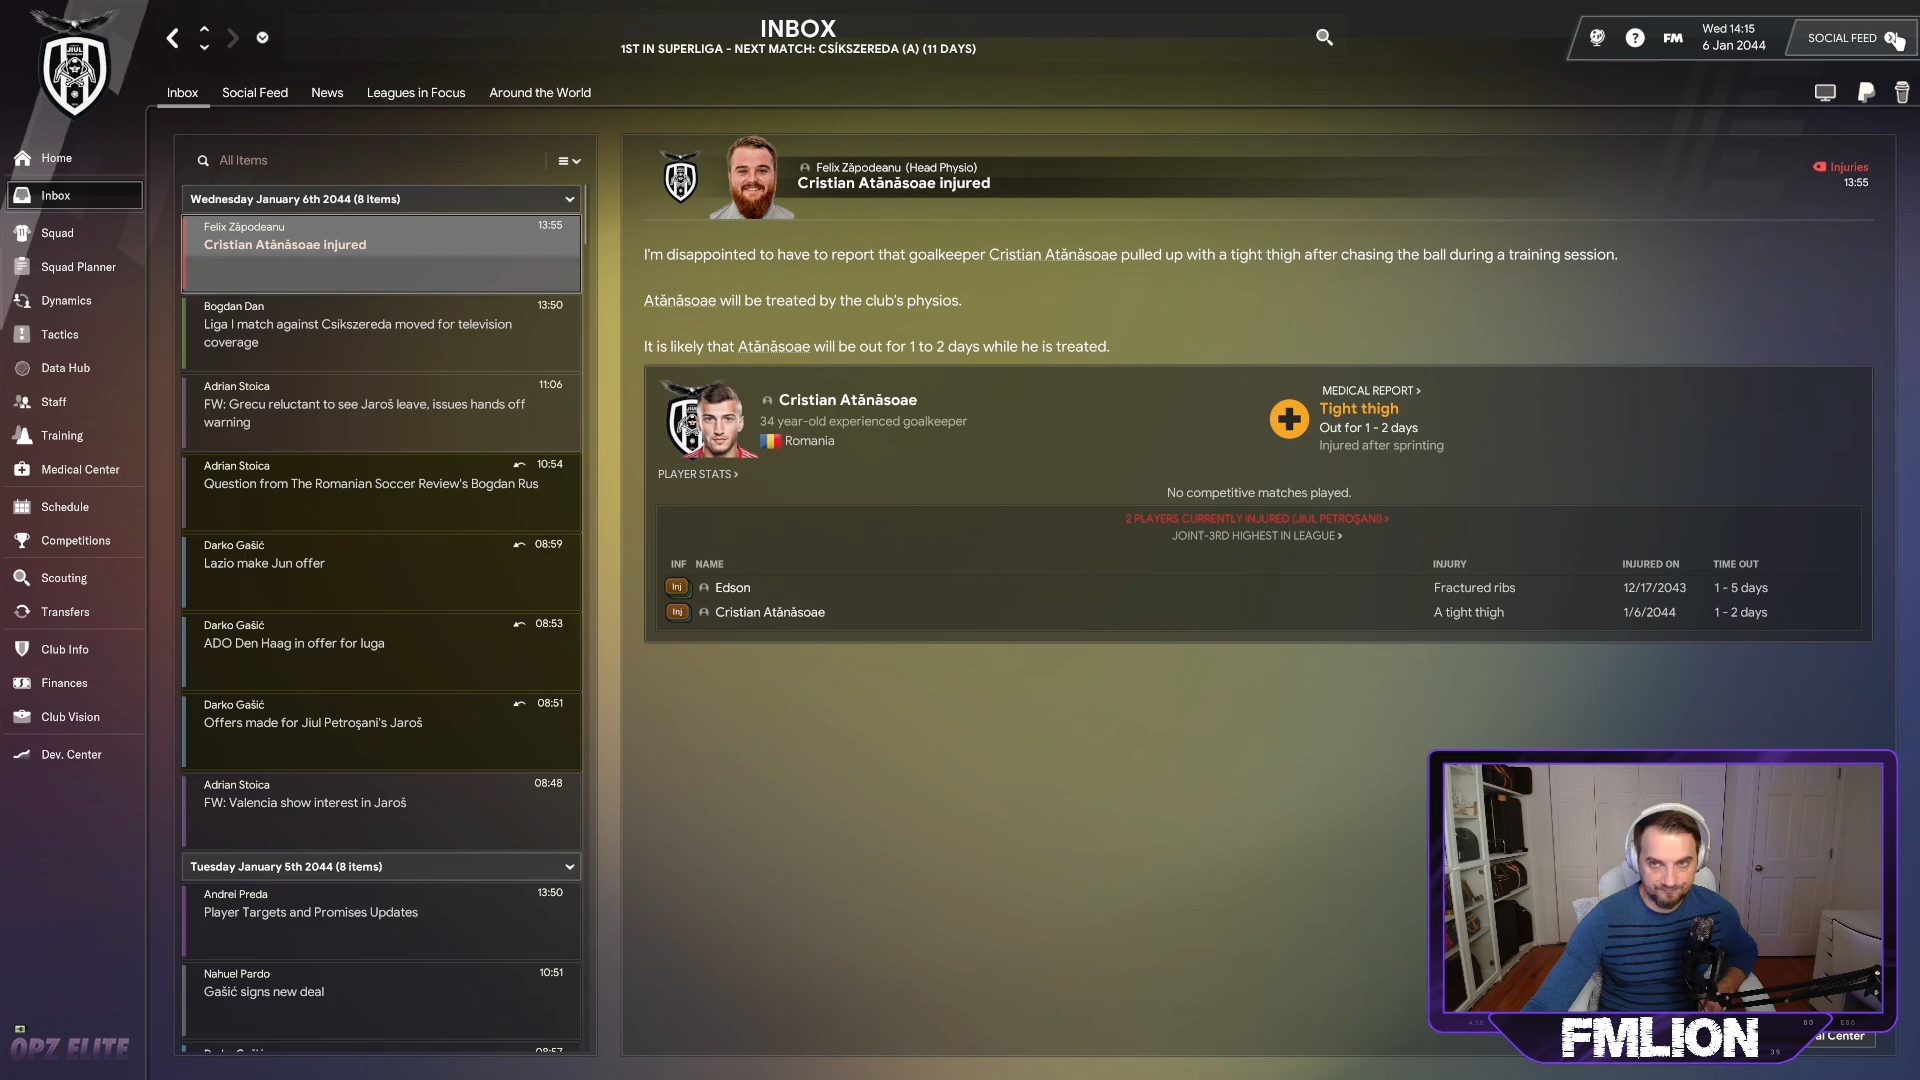 INBOX
1ST IN SUPERLIGA - NEXT MATCH: CSÍKSZEREDA (A) (11 DAYS)
FM
Wed 14:15
6 Jan 2044
SOCIAL FEED
Inbox
Social Feed
News
Leagues in Focus
Around the World
Home
Inbox
Squad
Squad Planner
Dynamics
Tactics
Data Hub
Staff
Training
Medical Center
Schedule
Competitions
Scouting
Transfers
Club Info
Finances
Club Vision
Dev. Center
OPZ ELITE
All Items
Wednesday January 6th 2044 (8 items)
Felix Zăpodeanu 13:55
Cristian Atănăsoae injured
Bogdan Dan 13:50
Liga I match against Csíkszereda moved for television
coverage
Adrian Stoica 11:06
FW: Grecu reluctant to see Jaroš leave, issues hands off
warning
Adrian Stoica 10:54
Question from The Romanian Soccer Review's Bogdan Rus
Darko Gašić 08:59
Lazio make Jun offer
Darko Gašić 08:53
ADO Den Haag in offer for Iuga
Darko Gašić 08:51
Offers made for Jiul Petroșani's Jaroš
Adrian Stoica 08:48
FW: Valencia show interest in Jaroš
Tuesday January 5th 2044 (8 items)
Andrei Preda 13:50
Player Targets and Promises Updates
Nahuel Pardo 10:51
Gašić signs new deal
Felix Zăpodeanu (Head Physio)
Cristian Atănăsoae injured
Injuries
13:55
I'm disappointed to have to report that goalkeeper Cristian Atănăsoae pulled up with a tight thigh after chasing the ball during a training session.
Atănăsoae will be treated by the club's physios.
It is likely that Atănăsoae will be out for 1 to 2 days while he is treated.
Cristian Atănăsoae
34 year-old experienced goalkeeper
Romania
PLAYER STATS >
MEDICAL REPORT >
Tight thigh
Out for 1 - 2 days
Injured after sprinting
No competitive matches played.
2 PLAYERS CURRENTLY INJURED (JIUL PETROȘANI) >
JOINT-3RD HIGHEST IN LEAGUE >
INF NAME INJURY INJURED ON TIME OUT
Inj Edson Fractured ribs 12/17/2043 1 - 5 days
Inj Cristian Atănăsoae A tight thigh 1/6/2044 1 - 2 days
FMLION
al Center